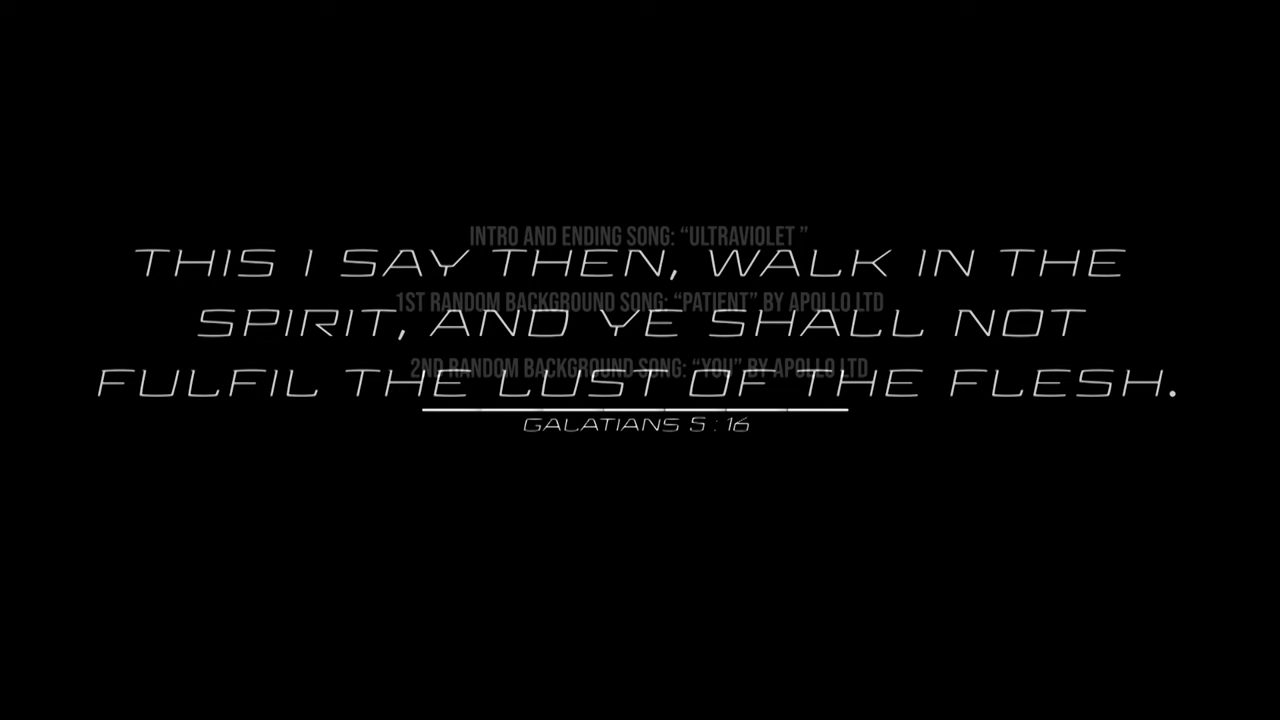 INTRO AND ENDING SONG: “ULTRAVIOLET ”
THIS I SAY THEN, WALK IN THE
1ST RANDOM BACKGROUND SONG: “PATIENT” BY APOLLO LTD
SPIRIT, AND YE SHALL NOT
2ND RANDOM BACKGROUND SONG: “YOU” BY APOLLO LTD
FULFIL THE LUST OF THE FLESH.
GALATIANS 5 : 16